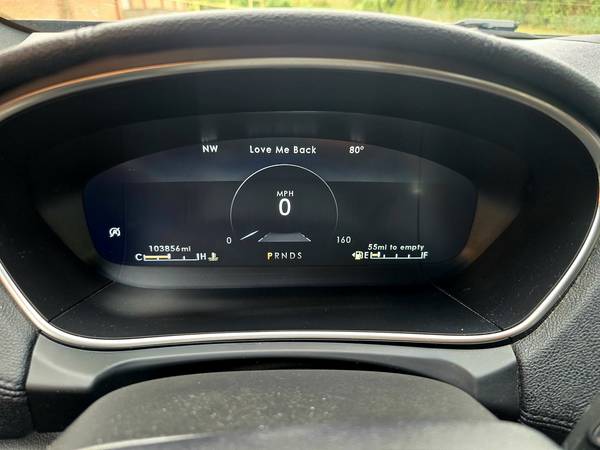 NW Love Me Back 80°
MPH
0
0 160
103856mi 55mi to empty
C H E F
PRNDS